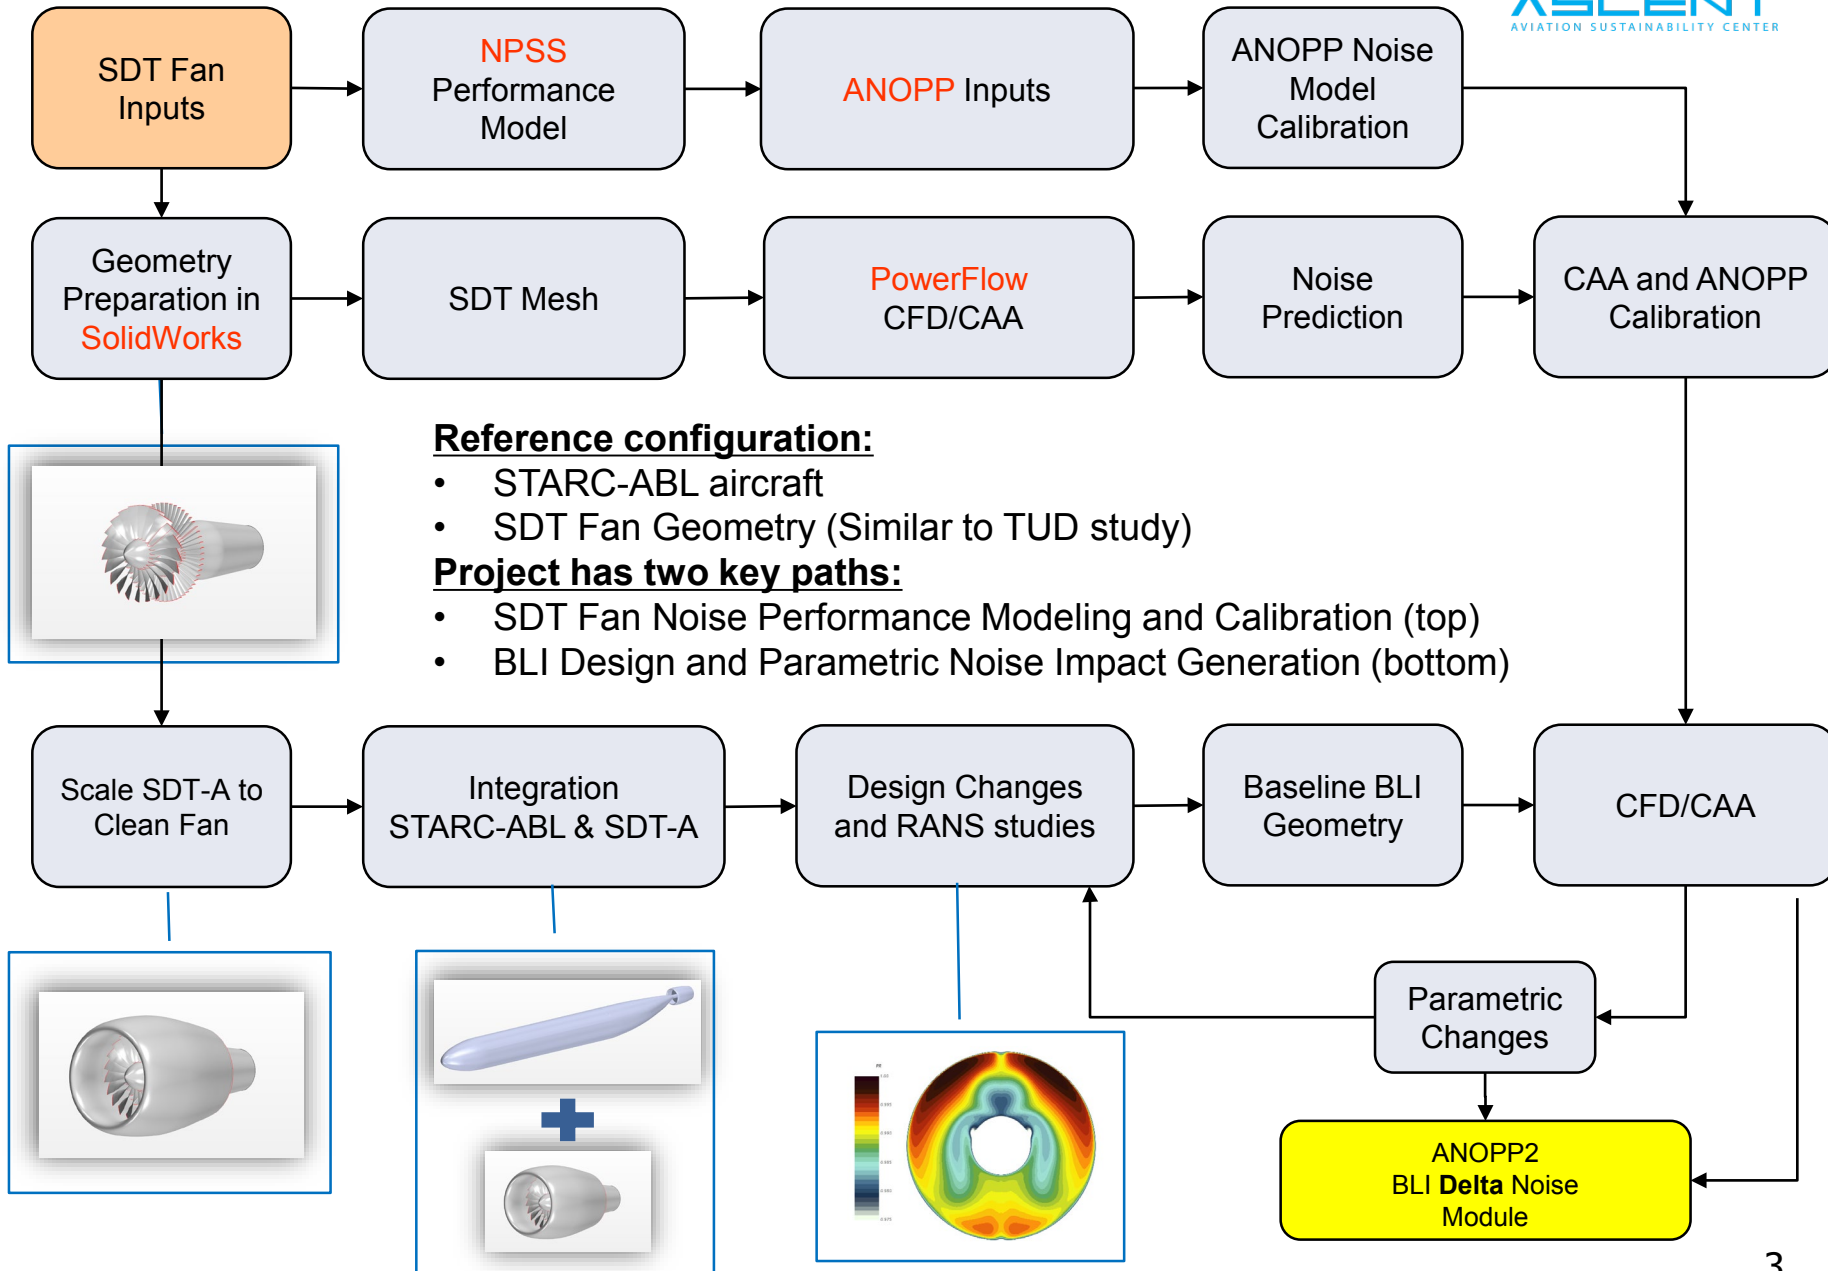 ASCENT
AVIATION SUSTAINABILITY CENTER
SDT Fan
Inputs
NPSS
Performance
Model
ANOPP Inputs
ANOPP Noise
Model
Calibration
Geometry
Preparation in
SolidWorks
SDT Mesh
PowerFlow
CFD/CAA
Noise
Prediction
CAA and ANOPP
Calibration
Reference configuration:
• STARC-ABL aircraft
• SDT Fan Geometry (Similar to TUD study)
Project has two key paths:
• SDT Fan Noise Performance Modeling and Calibration (top)
• BLI Design and Parametric Noise Impact Generation (bottom)
Scale SDT-A to
Clean Fan
Integration
STARC-ABL & SDT-A
Design Changes
and RANS studies
Baseline BLI
Geometry
CFD/CAA
Parametric
Changes
ANOPP2
BLI Delta Noise
Module
3